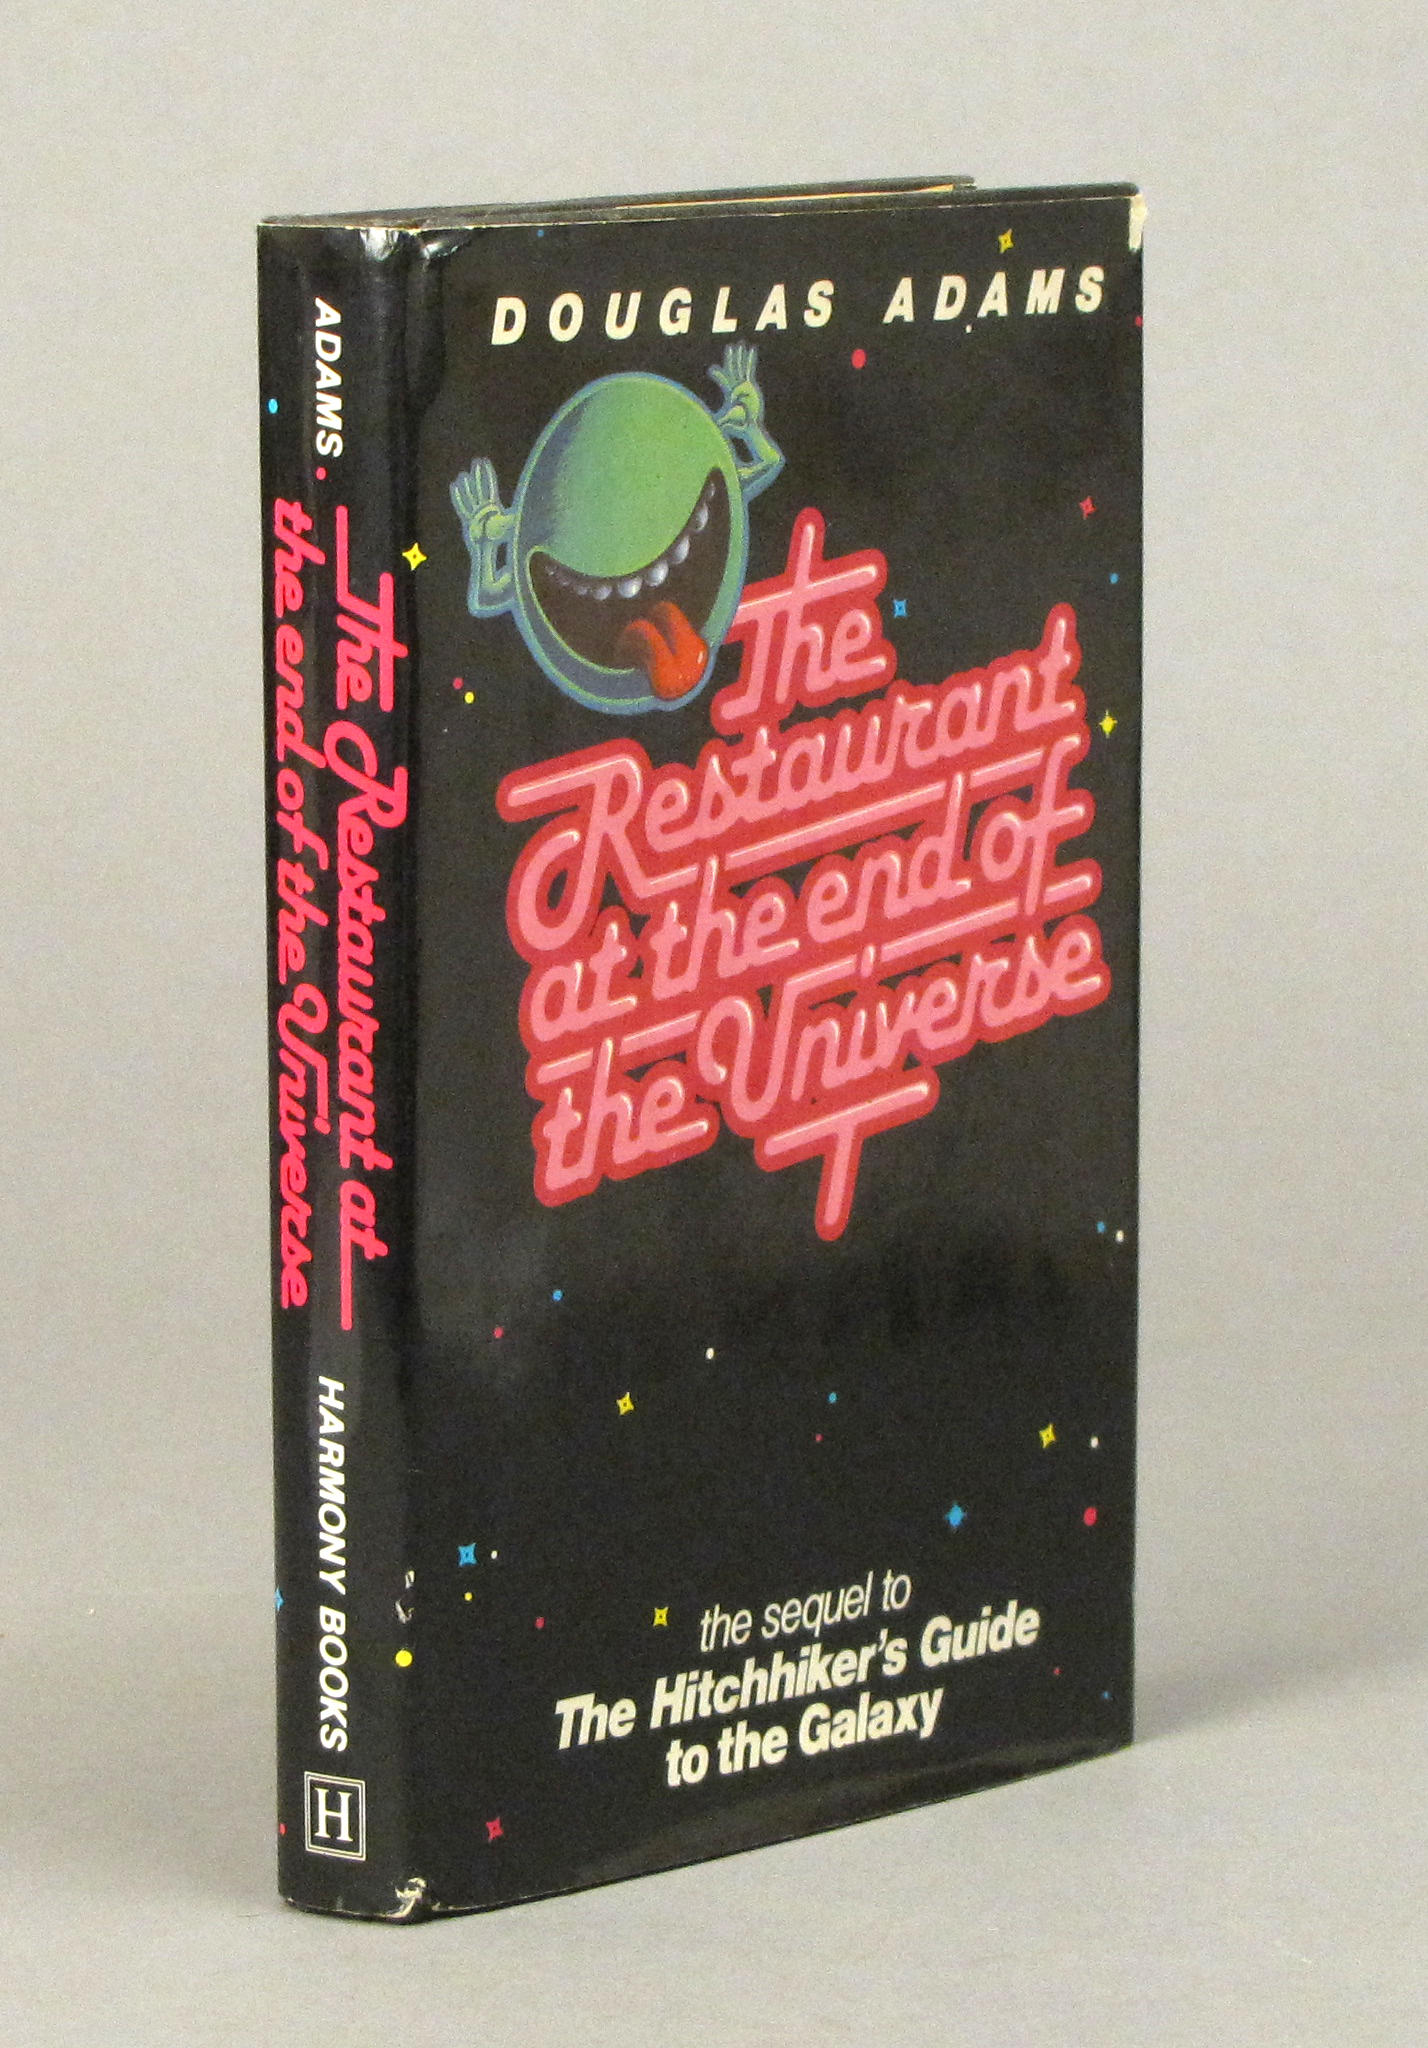 ADAMS
The Restaurant at
the end of the Universe
HARMONY BOOKS
H
DOUGLAS ADAMS
The
Restaurant
at the end of
the Universe
the sequel to
The Hitchhiker's Guide
to the Galaxy